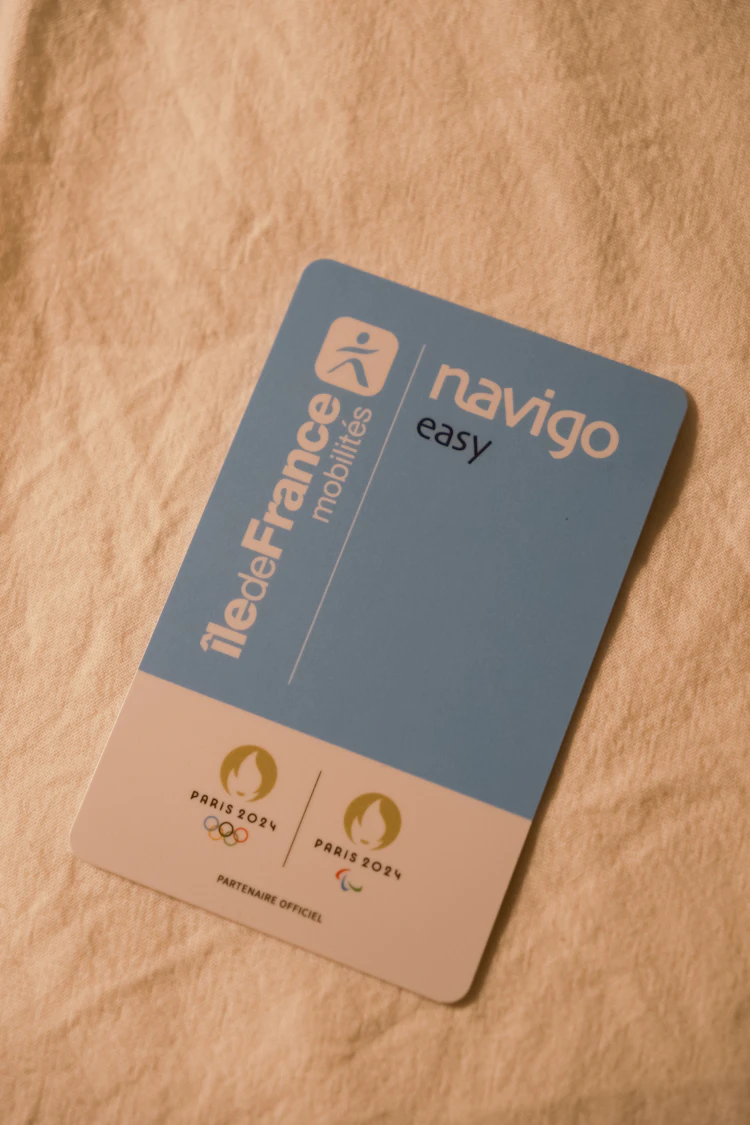 îledeFrance
mobilités
navigo
easy
PARIS 2024
PARIS 2024
PARTENAIRE OFFICIEL